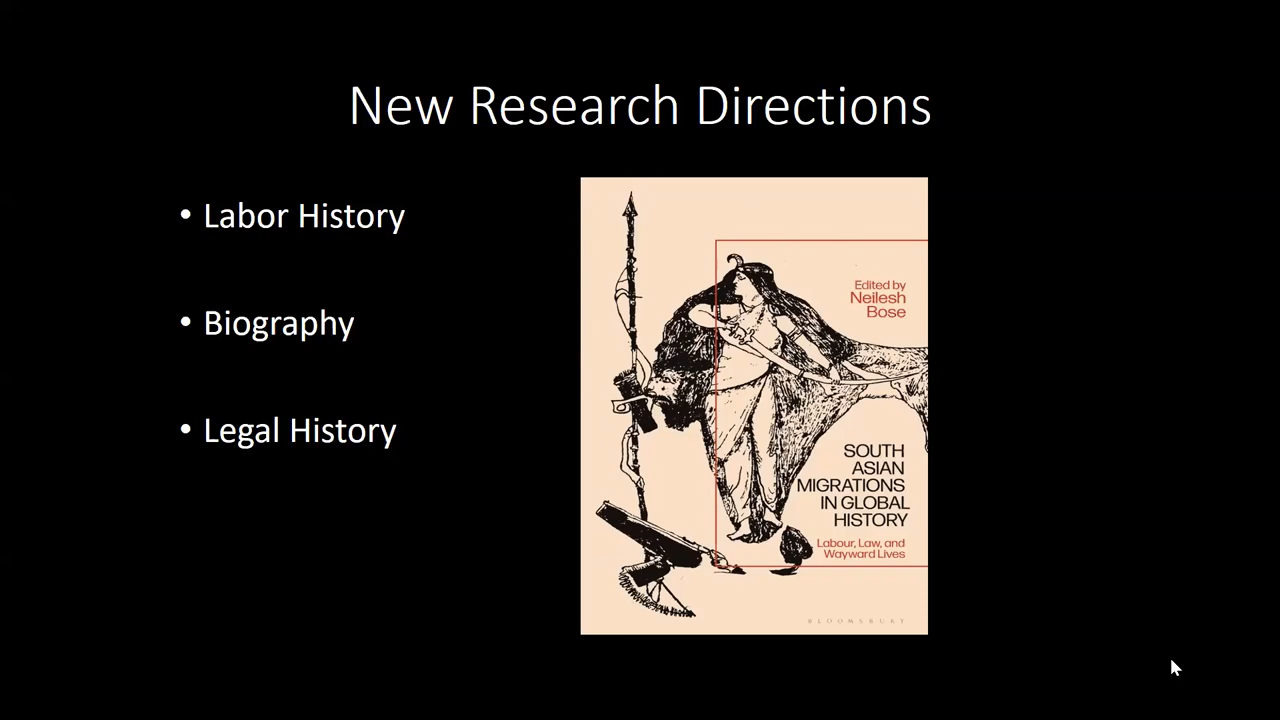 New Research Directions
• Labor History
• Biography
• Legal History
Edited by
Neilesh
Bose
SOUTH
ASIAN
MIGRATIONS
IN GLOBAL
HISTORY
Labour, Law, and
Wayward Lives
BLOOMSBURY